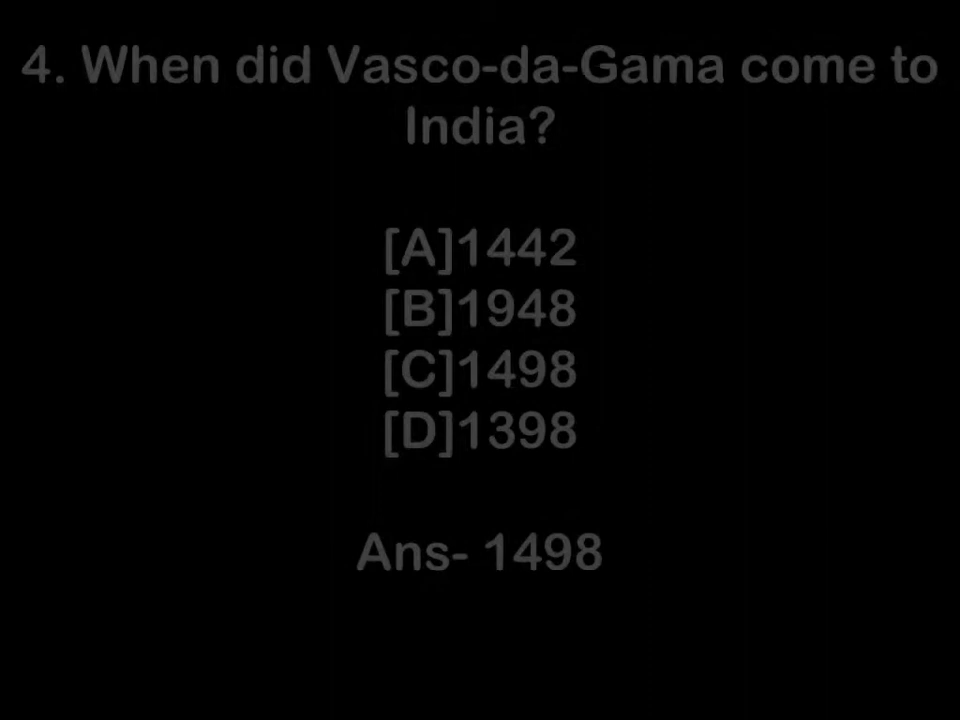 4. When did Vasco-da-Gama come to
India?
[A]1442
[B]1948
[C]1498
[D]1398
Ans- 1498